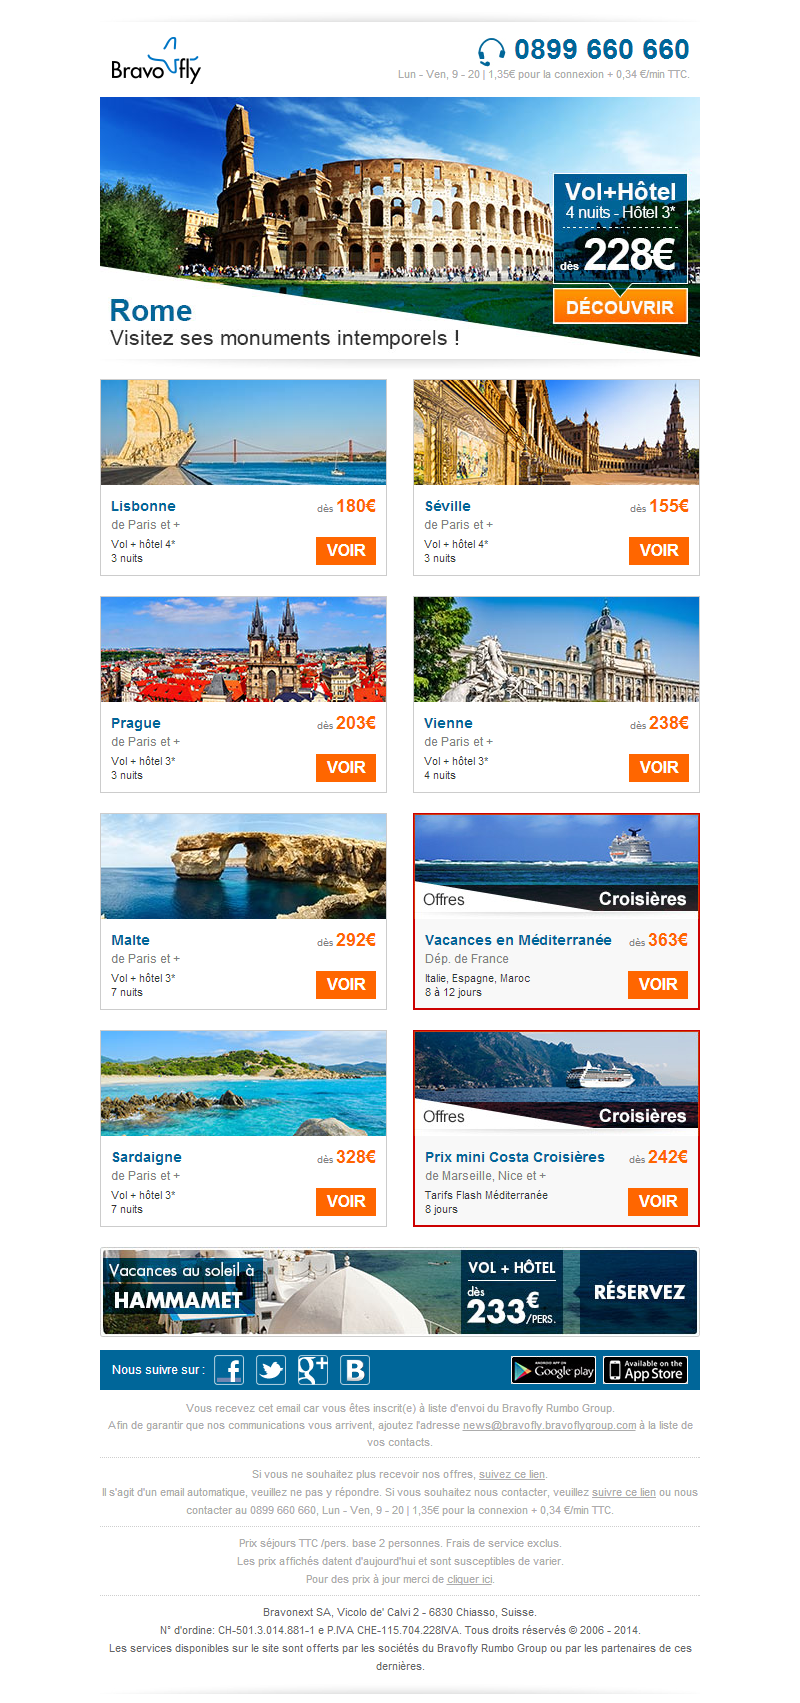 Bravofly
0899 660 660
Lun - Ven, 9 - 20 | 1,35€ pour la connexion + 0,34 €/min TTC.
Vol+Hôtel
4 nuits - Hôtel 3*
dès 228€
DÉCOUVRIR
Rome
Visitez ses monuments intemporels !
Lisbonne dès 180€
de Paris et +
Vol + hôtel 4*
3 nuits
VOIR
Séville dès 155€
de Paris et +
Vol + hôtel 4*
3 nuits
VOIR
Prague dès 203€
de Paris et +
Vol + hôtel 3*
3 nuits
VOIR
Vienne dès 238€
de Paris et +
Vol + hôtel 3*
4 nuits
VOIR
Malte dès 292€
de Paris et +
Vol + hôtel 3*
7 nuits
VOIR
Offres Croisières
Vacances en Méditerranée dès 363€
Dép. de France
Italie, Espagne, Maroc
8 à 12 jours
VOIR
Sardaigne dès 328€
de Paris et +
Vol + hôtel 3*
7 nuits
VOIR
Offres Croisières
Prix mini Costa Croisières dès 242€
de Marseille, Nice et +
Tarifs Flash Méditerranée
8 jours
VOIR
Vacances au soleil à
HAMMAMET
VOL + HÔTEL
dès
233€/PERS.
RÉSERVEZ
Nous suivre sur :
f
g+
B
ANDROID APP ON
Google play
Available on the
App Store
Vous recevez cet email car vous êtes inscrit(e) à liste d'envoi du Bravofly Rumbo Group.
Afin de garantir que nos communications vous arrivent, ajoutez l'adresse news@bravofly.bravoflygroup.com à la liste de
vos contacts.
Si vous ne souhaitez plus recevoir nos offres, suivez ce lien.
Il s'agit d'un email automatique, veuillez ne pas y répondre. Si vous souhaitez nous contacter, veuillez suivre ce lien ou nous
contacter au 0899 660 660, Lun - Ven, 9 - 20 | 1,35€ pour la connexion + 0,34 €/min TTC.
Prix séjours TTC /pers. base 2 personnes. Frais de service exclus.
Les prix affichés datent d'aujourd'hui et sont susceptibles de varier.
Pour des prix à jour merci de cliquer ici.
Bravonext SA, Vicolo de' Calvi 2 - 6830 Chiasso, Suisse.
N° d'ordine: CH-501.3.014.881-1 e P.IVA CHE-115.704.228IVA. Tous droits réservés © 2006 - 2014.
Les services disponibles sur le site sont offerts par les sociétés du Bravofly Rumbo Group ou par les partenaires de ces
dernières.